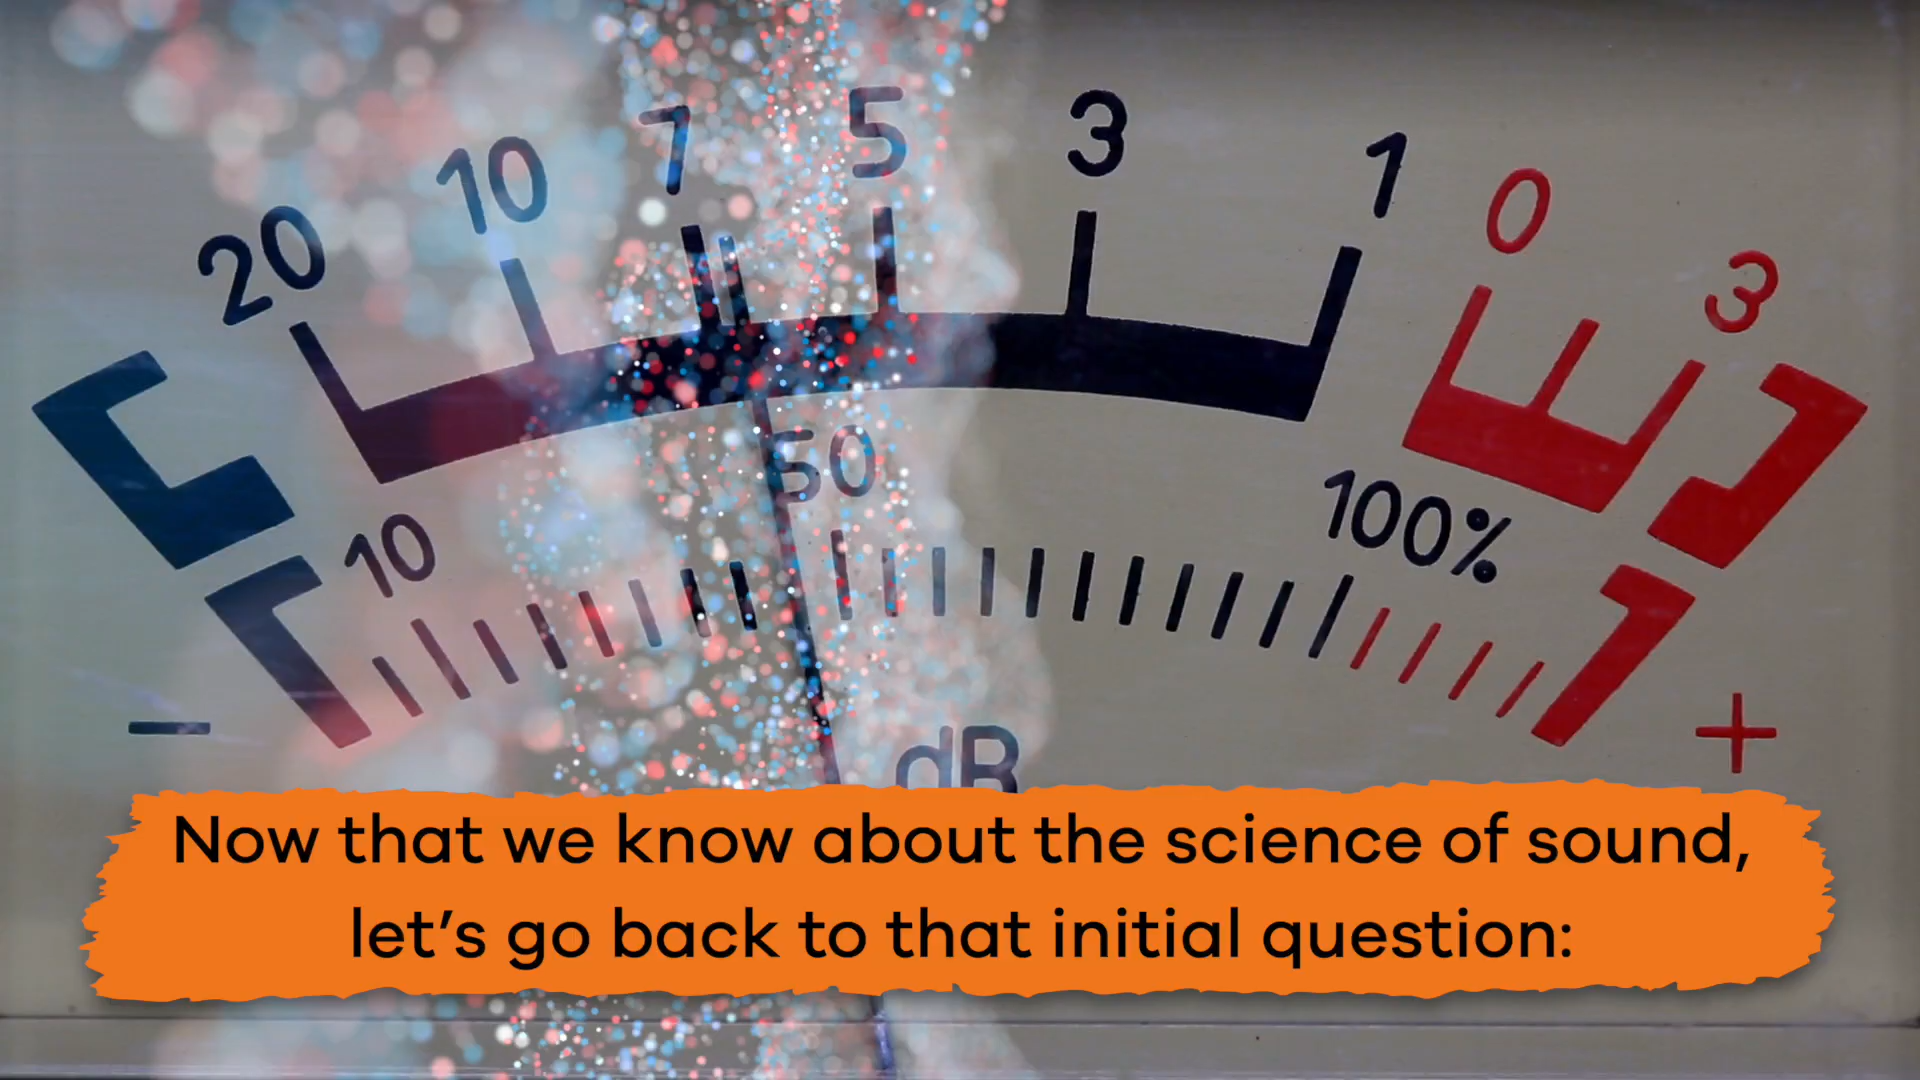 20 10 7 5 3 1 0 3
10 50 100%
− +
dB
Now that we know about the science of sound,
let’s go back to that initial question: